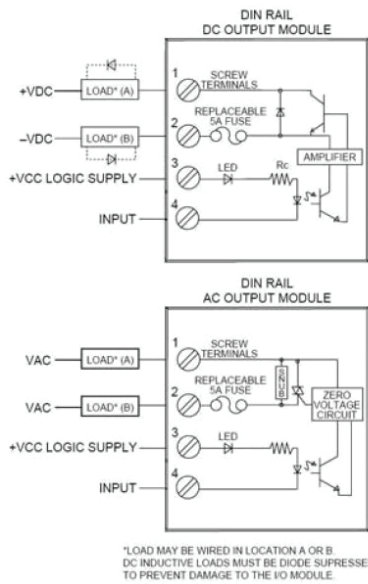 DIN RAIL
DC OUTPUT MODULE
1
SCREW
TERMINALS
+VDC
LOAD* (A)
REPLACEABLE
5A FUSE
2
–VDC
LOAD* (B)
AMPLIFIER
3
LED
Rc
+VCC LOGIC SUPPLY
4
INPUT
DIN RAIL
AC OUTPUT MODULE
1
SCREW
TERMINALS
VAC
LOAD* (A)
SNUB
REPLACEABLE
5A FUSE
2
VAC
LOAD* (B)
ZERO
VOLTAGE
CIRCUIT
3
LED
+VCC LOGIC SUPPLY
4
INPUT
*LOAD MAY BE WIRED IN LOCATION A OR B.
DC INDUCTIVE LOADS MUST BE DIODE SUPRESSE
TO PREVENT DAMAGE TO THE I/O MODULE.